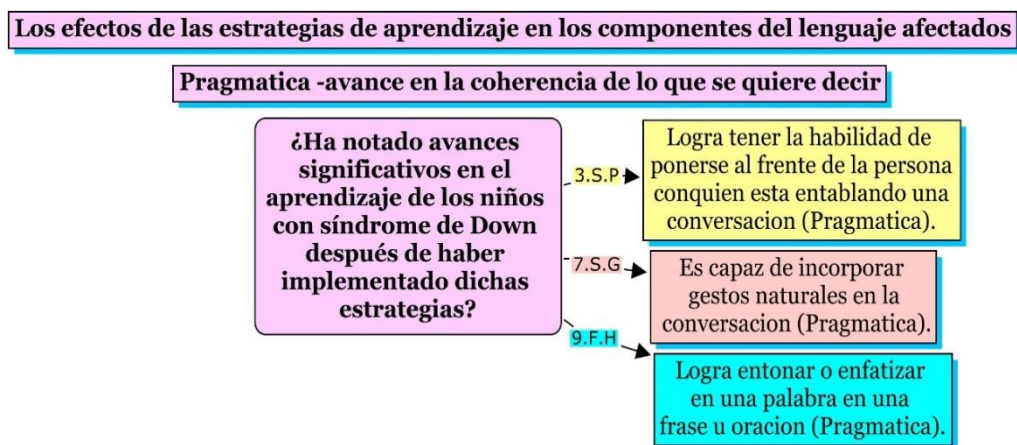 Los efectos de las estrategias de aprendizaje en los componentes del lenguaje afectados
Pragmatica -avance en la coherencia de lo que se quiere decir
¿Ha notado avances
significativos en el
aprendizaje de los niños
con síndrome de Down
después de haber
implementado dichas
estrategias?
3.S.P
Logra tener la habilidad de
ponerse al frente de la persona
conquien esta entablando una
conversacion (Pragmatica).
7.S.G
Es capaz de incorporar
gestos naturales en la
conversacion (Pragmatica).
9.F.H
Logra entonar o enfatizar
en una palabra en una
frase u oracion (Pragmatica).